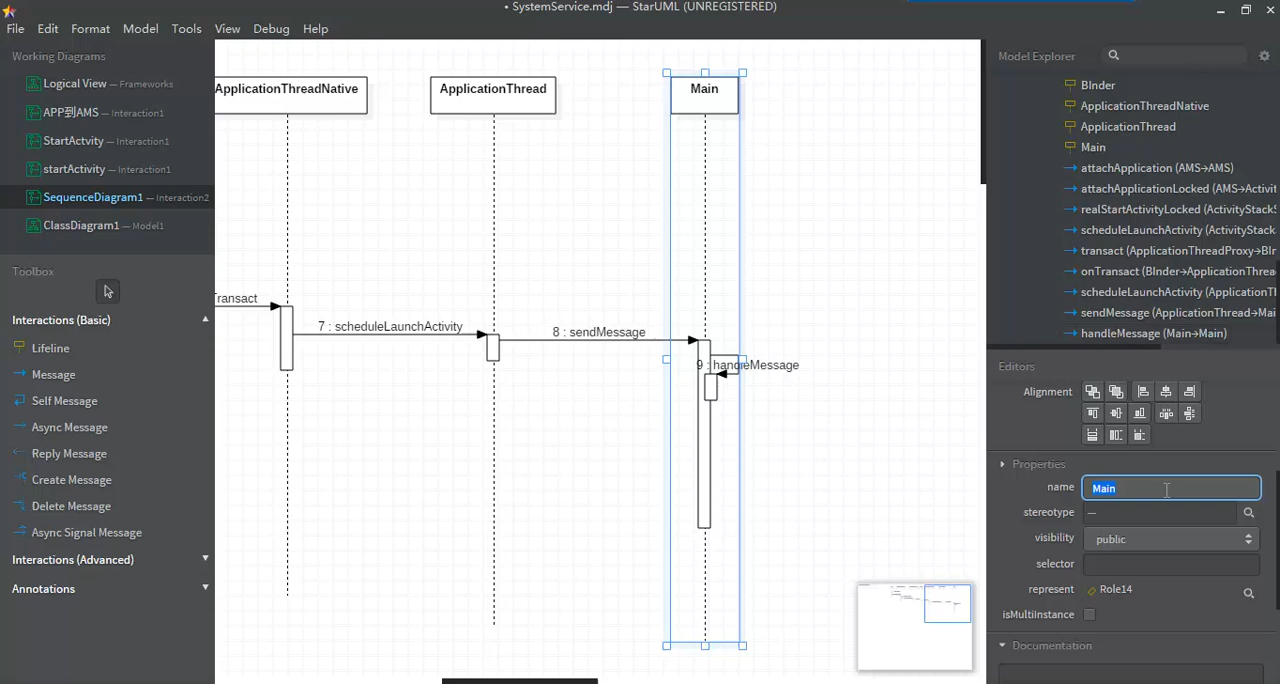 • SystemService.mdj — StarUML (UNREGISTERED)
File Edit Format Model Tools View Debug Help
Working Diagrams
Logical View — Frameworks
APP到AMS — Interaction1
StartActvity — Interaction1
startActivity — Interaction1
SequenceDiagram1 — Interaction2
ClassDiagram1 — Model1
Toolbox
Interactions (Basic)
Lifeline
Message
Self Message
Async Message
Reply Message
Create Message
Delete Message
Async Signal Message
Interactions (Advanced)
Annotations
ApplicationThreadNative
ApplicationThread
Main
Transact
7 : scheduleLaunchActivity
8 : sendMessage
9 : handleMessage
Model Explorer
BInder
ApplicationThreadNative
ApplicationThread
Main
attachApplication (AMS→AMS)
attachApplicationLocked (AMS→Activit
realStartActivityLocked (ActivityStackS
scheduleLaunchActivity (ActivityStack
transact (ApplicationThreadProxy→BIn
onTransact (BInder→ApplicationThrea
scheduleLaunchActivity (ApplicationTh
sendMessage (ApplicationThread→Mai
handleMessage (Main→Main)
Editors
Alignment
Properties
name Main
stereotype —
visibility public
selector
represent Role14
isMultiInstance
Documentation